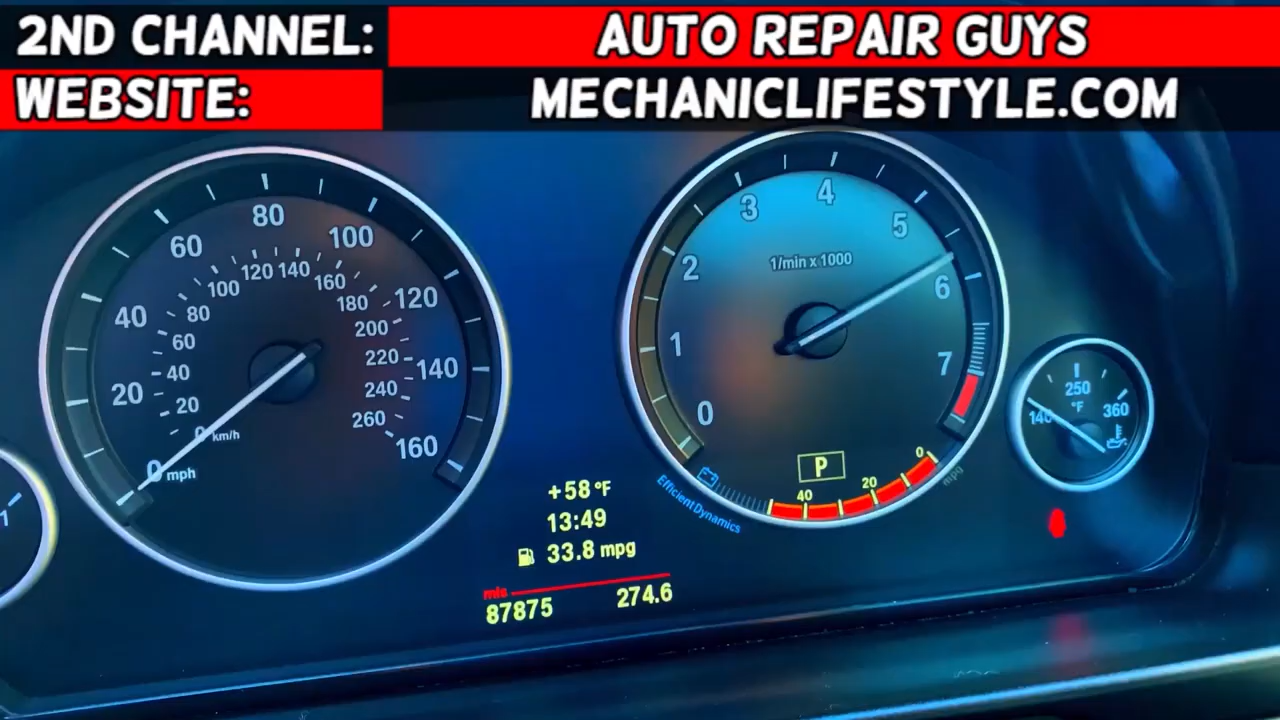 2ND CHANNEL: AUTO REPAIR GUYS
WEBSITE: MECHANICLIFESTYLE.COM
0 20 40 60 80 100 120 140 160
mph
0 20 40 60 80 100 120 140 160 180 200 220 240 260
km/h
0 1 2 3 4 5 6 7
1/min x 1000
P
40 20 0
mpg
EfficientDynamics
140 250 360
°F
1
+58°F
13:49
33.8 mpg
mls
87875 274.6